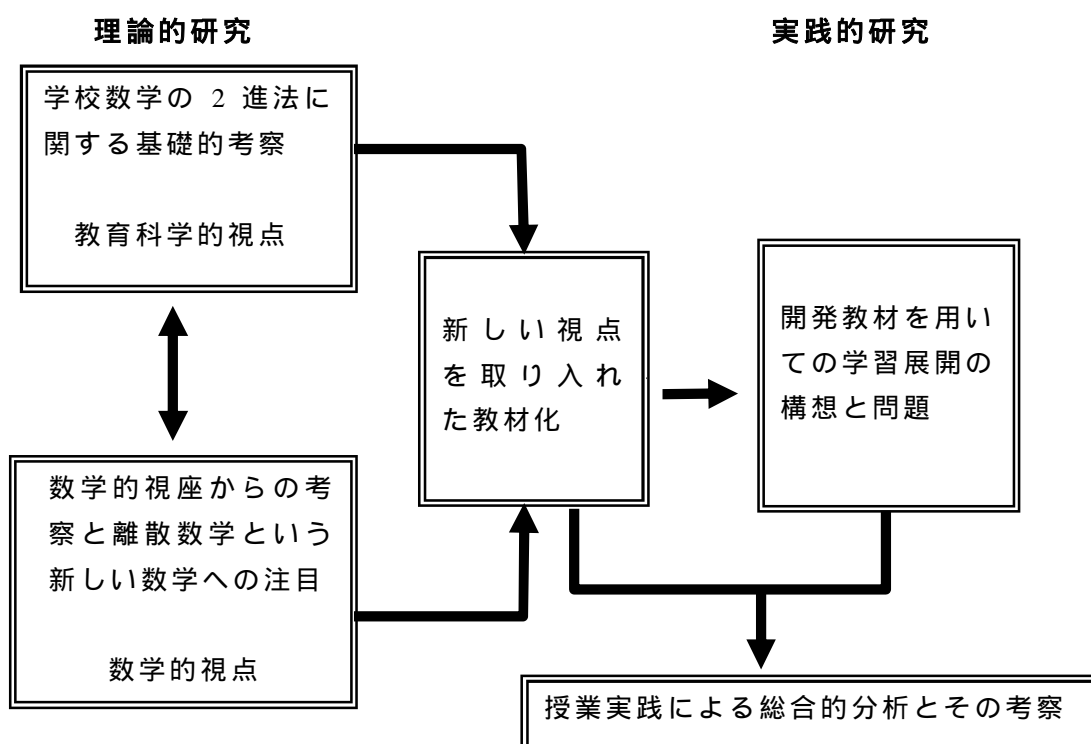 理論的研究
実践的研究
学校数学の 2 進法に
関する基礎的考察
教育科学的視点
新しい視点
を取り入れ
た教材化
開発教材を用い
ての学習展開の
構想と問題
数学的視座からの考
察と離散数学という
新しい数学への注目
数学的視点
授業実践による総合的分析とその考察